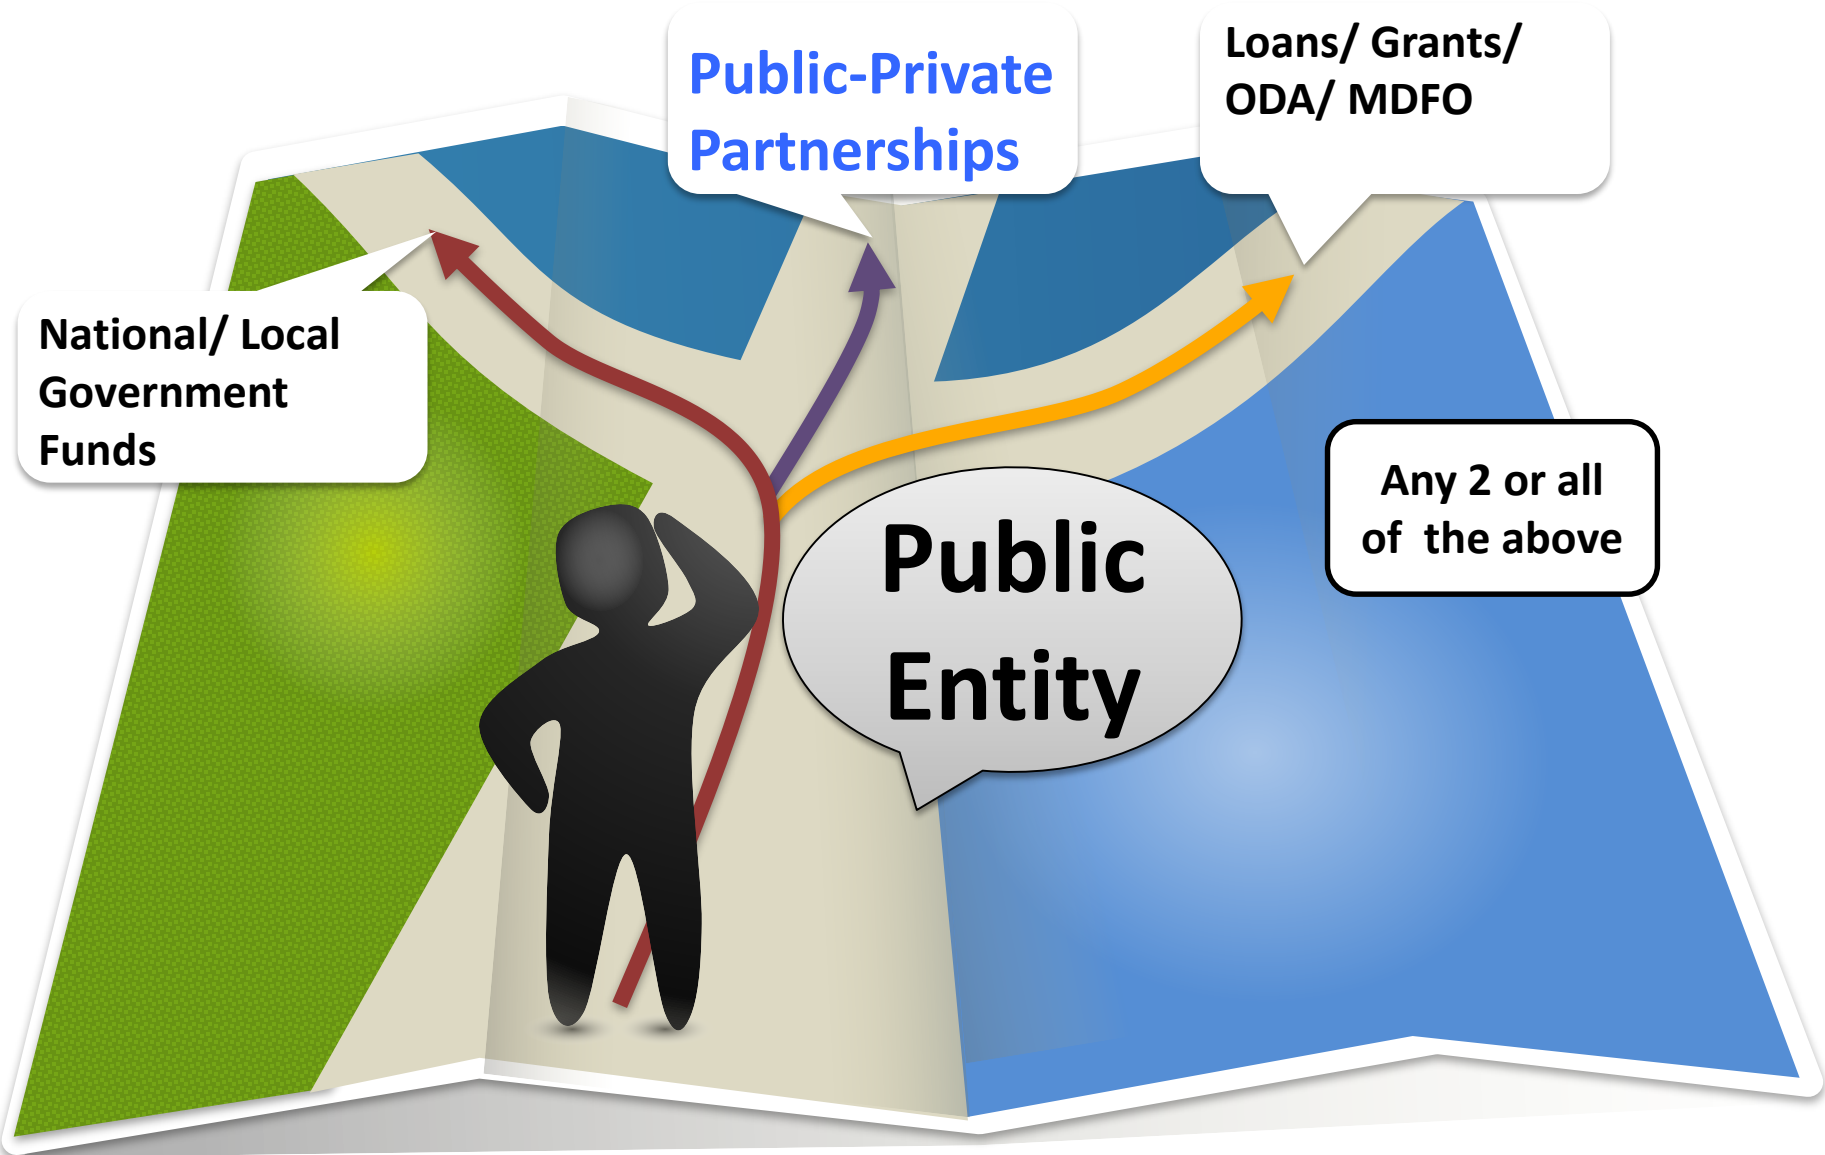 Public-Private
Partnerships
Loans/ Grants/
ODA/ MDFO
National/ Local
Government
Funds
Any 2 or all
of the above
Public
Entity